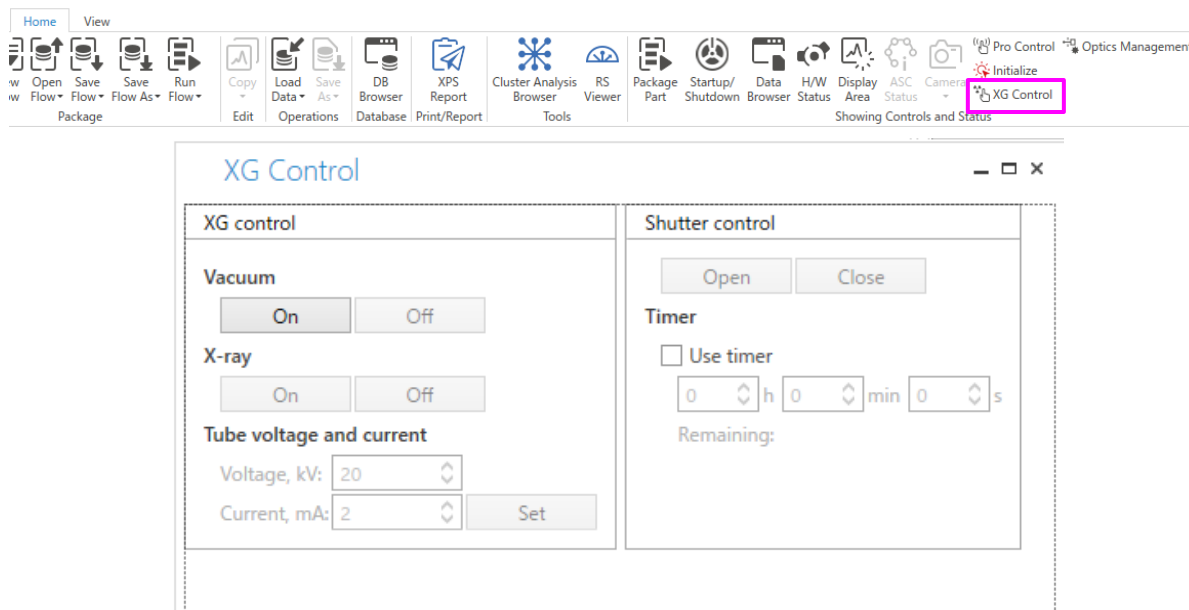 Home View
Open Save Save Run Copy Load Save DB XPS Cluster Analysis RS Package Startup/ Data H/W Display ASC Camera Pro Control Optics Management
Flow Flow Flow As Flow Data As Browser Report Browser Viewer Part Shutdown Browser Status Area Status Initialize
XG Control
Package Edit Operations Database Print/Report Tools Showing Controls and Status
XG Control
XG control Shutter control
Vacuum Open Close
On Off Timer
X-ray Use timer
On Off 0 h 0 min 0 s
Tube voltage and current Remaining:
Voltage, kV: 20
Current, mA: 2 Set